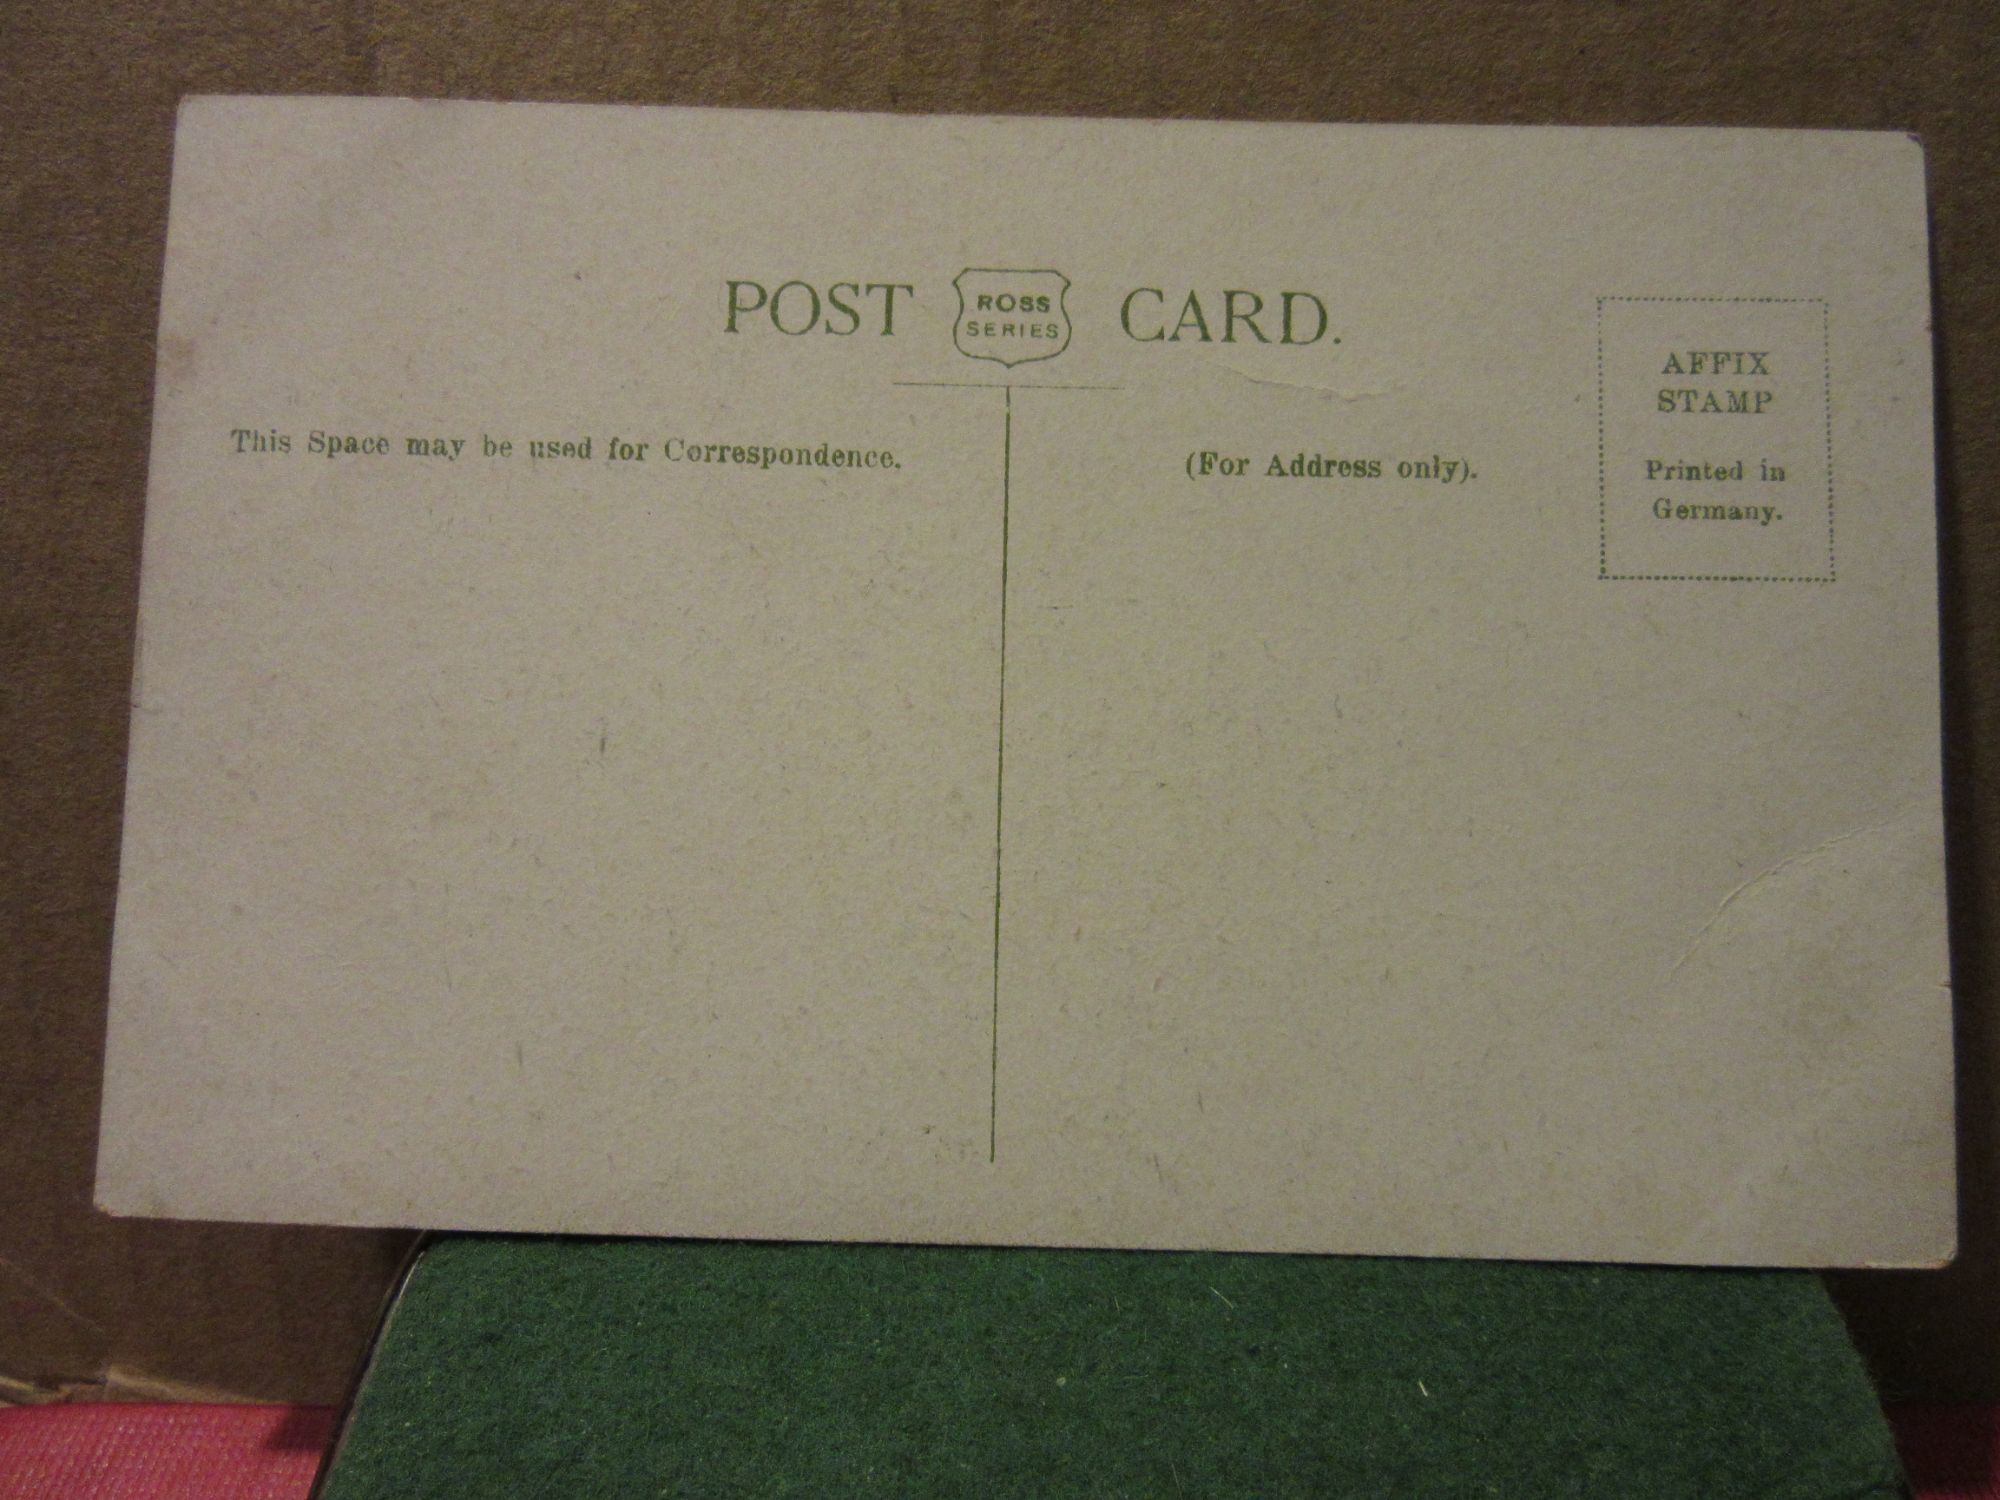 POST ROSS SERIES CARD.
This Space may be used for Correspondence.
(For Address only).
AFFIX
STAMP
Printed in
Germany.